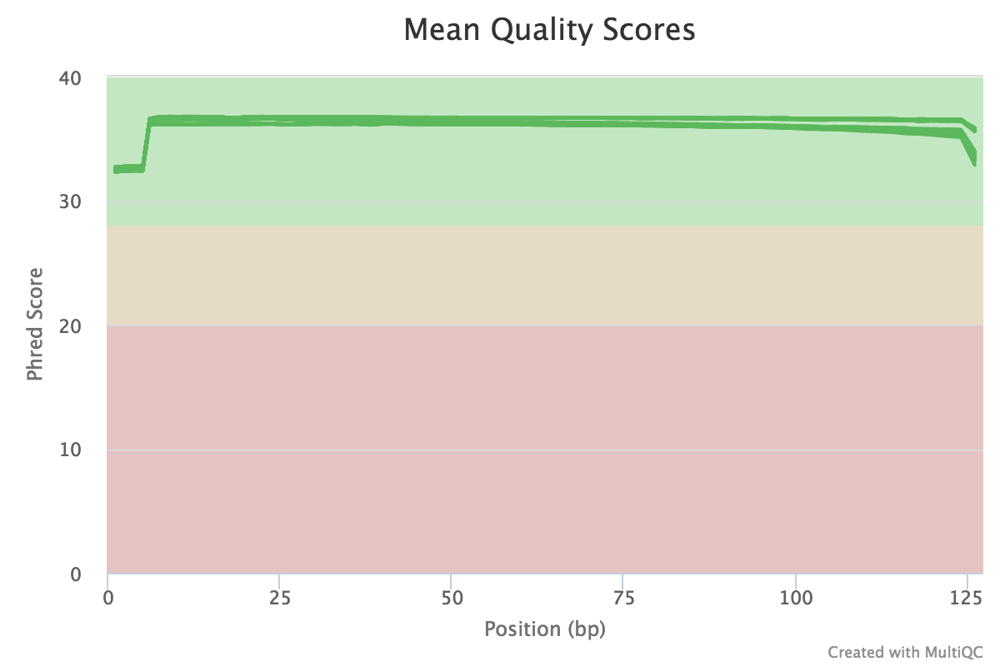 Mean Quality Scores
40
30
20
10
0
Phred Score
0 25 50 75 100 125
Position (bp)
Created with MultiQC